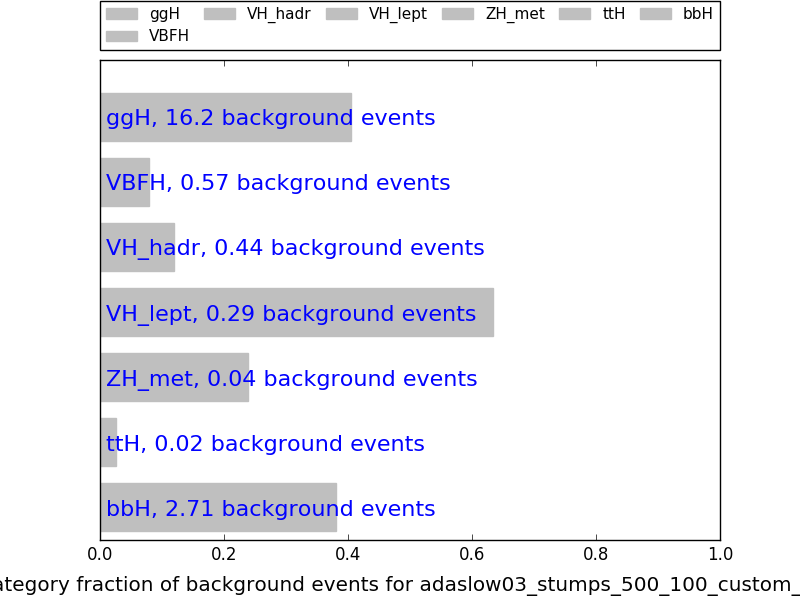 ggH VH_hadr VH_lept ZH_met ttH bbH
VBFH
ggH, 16.2 background events
VBFH, 0.57 background events
VH_hadr, 0.44 background events
VH_lept, 0.29 background events
ZH_met, 0.04 background events
ttH, 0.02 background events
bbH, 2.71 background events
0.0 0.2 0.4 0.6 0.8 1.0
ategory fraction of background events for adaslow03_stumps_500_100_custom_